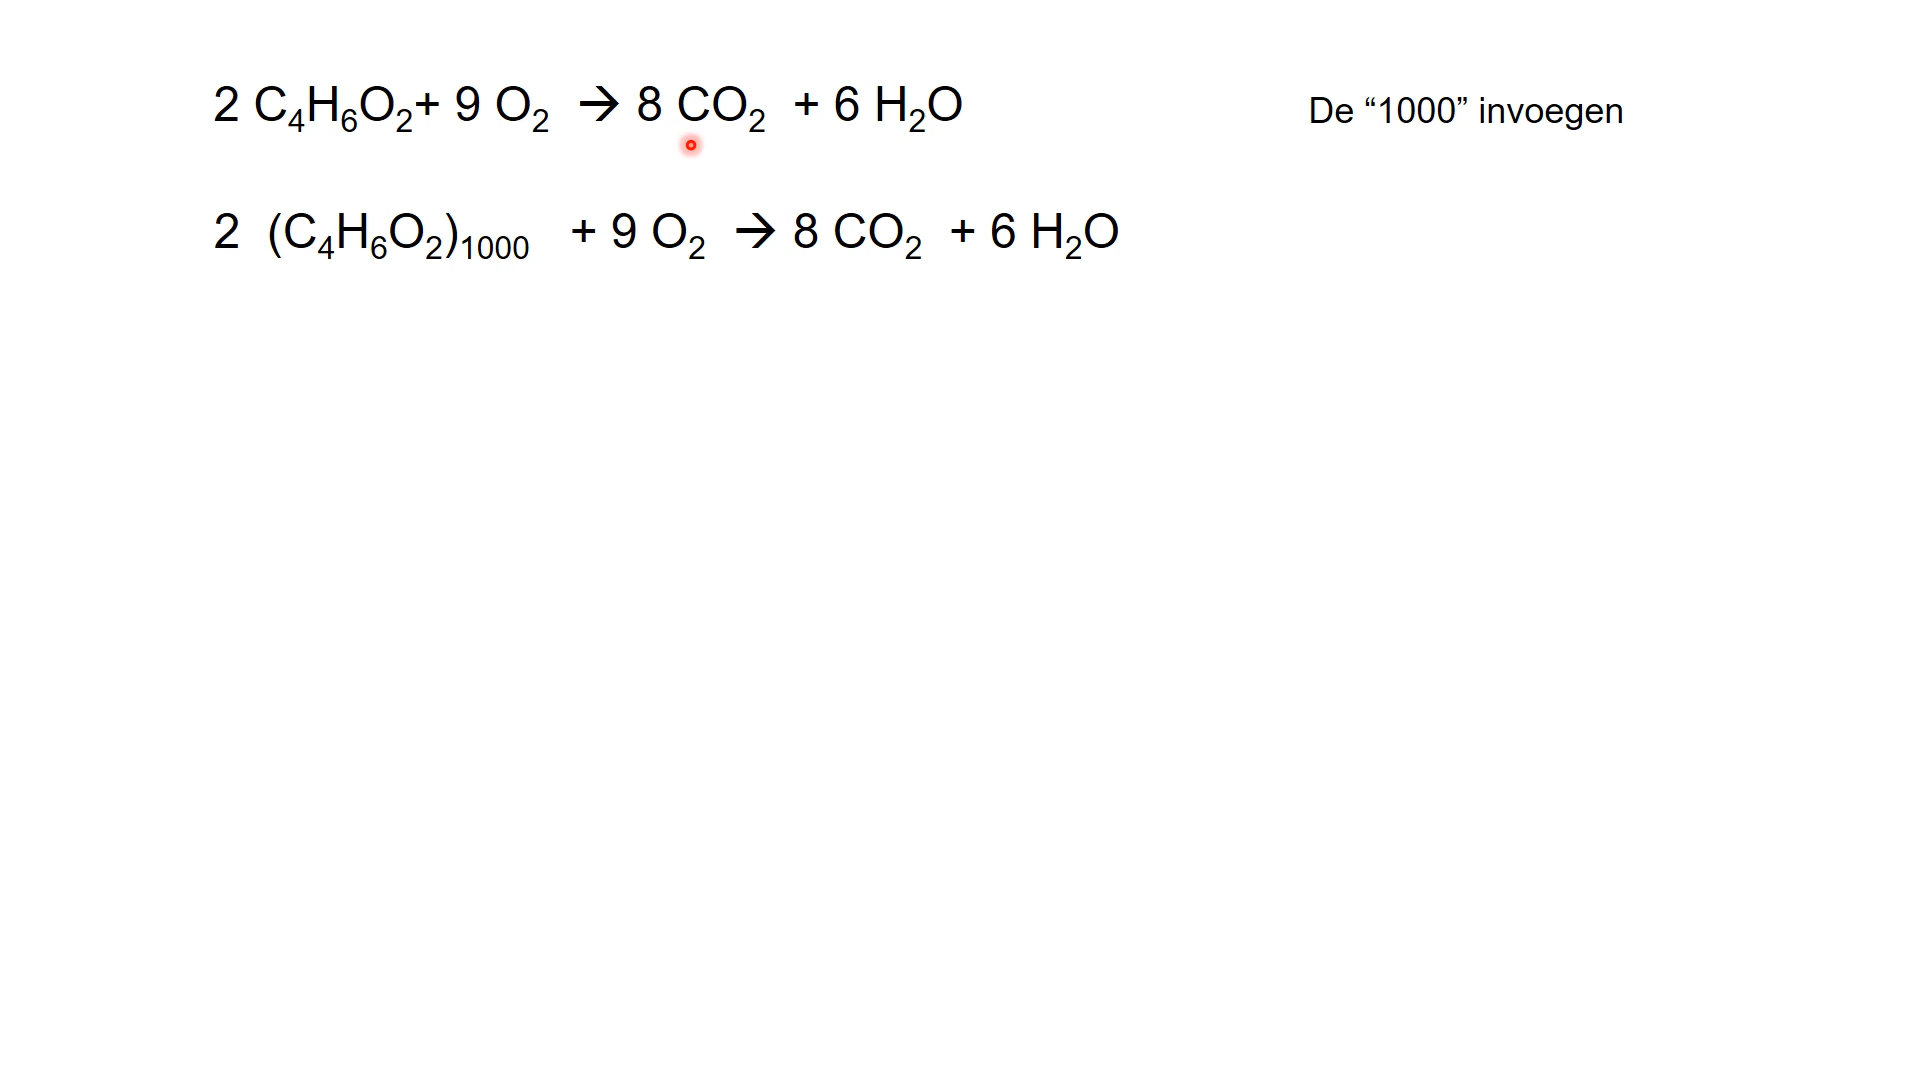 2 C₄H₆O₂+ 9 O₂ → 8 CO₂ + 6 H₂O
De “1000” invoegen
2 (C₄H₆O₂)₁₀₀₀ + 9 O₂ → 8 CO₂ + 6 H₂O